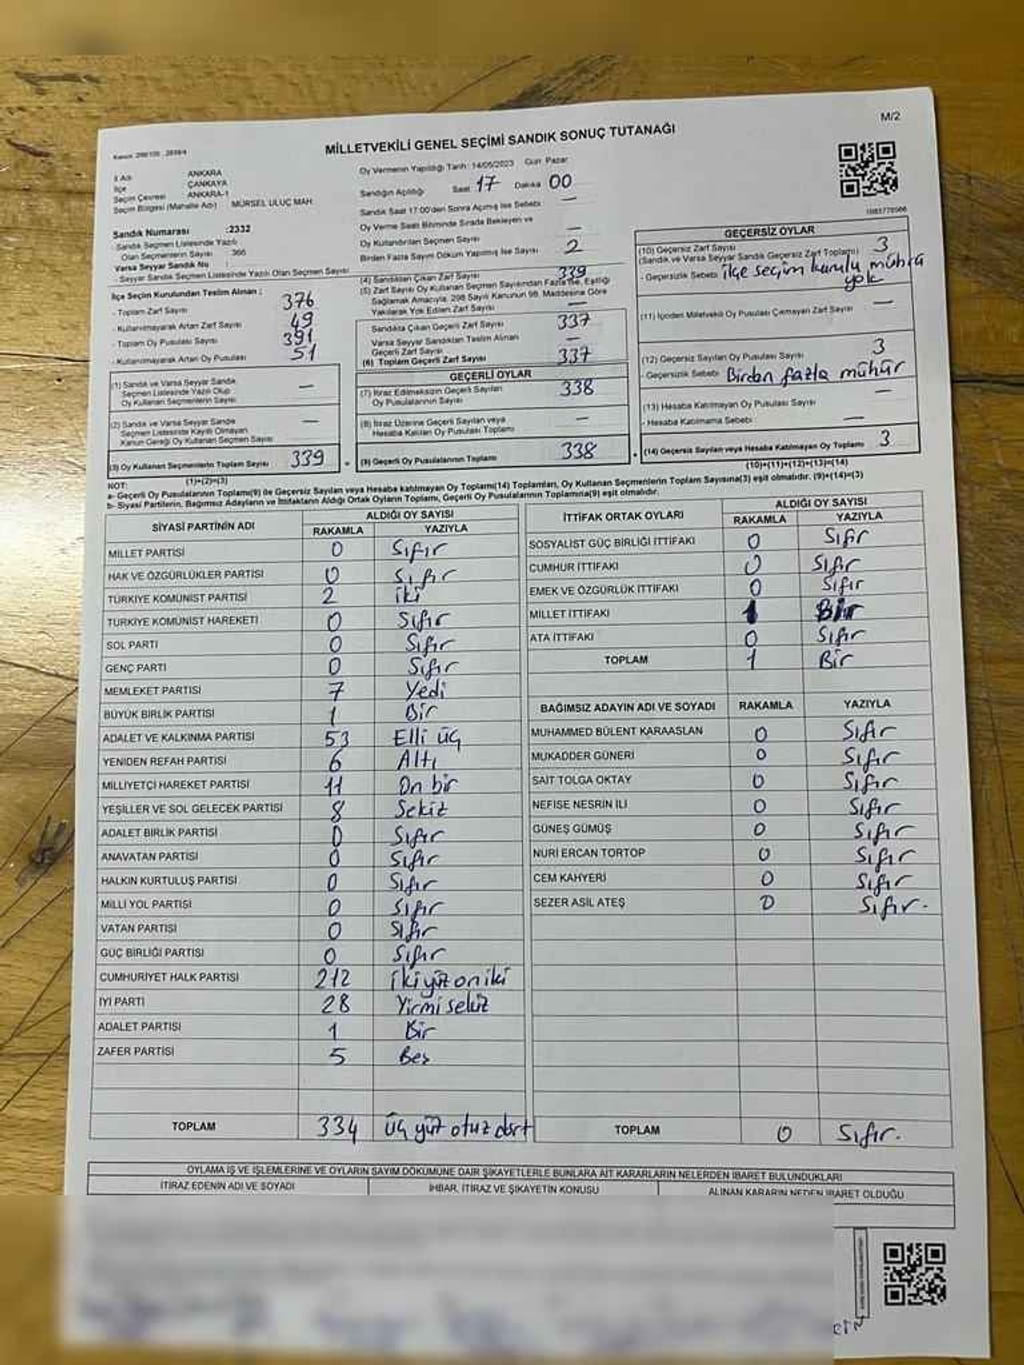 M/2
MİLLETVEKİLİ GENEL SEÇİMİ SANDIK SONUÇ TUTANAĞI
İl Adı ANKARA
İlçe ÇANKAYA
Seçim Çevresi ANKARA-1
Seçim Bölgesi (Mahalle Adı) MÜRSEL ULUÇ MAH.
Sandık Numarası :2332
Sandık Seçmen Listesinde Yazılı
Olan Seçmenlerin Sayısı : 366
Varsa Seyyar Sandık No :
- Seyyar Sandık Seçmen Listesinde Yazılı Olan Seçmen Sayısı
Oy Vermenin Yapıldığı Tarih: 14/05/2023 Gün: Pazar
Sandığın Açıldığı Saat 17 Dakika 00
Sandık Saat 17:00'den Sonra Açılmış İse Sebebi: —
Oy Verme Saati Bitiminde Sırada Bekleyen ve
Oy Kullandırılan Seçmen Sayısı —
Birden Fazla Sayım Döküm Yapılmış İse Sayısı 2
İlçe Seçim Kurulundan Teslim Alınan ;
- Toplam Zarf Sayısı 376
- Kullanılmayarak Artan Zarf Sayısı 49
- Toplam Oy Pusulası Sayısı 391
- Kullanılmayarak Artan Oy Pusulası 51
(1) Sandık ve Varsa Seyyar Sandık
Seçmen Listesinde Yazılı Olup
Oy Kullanan Seçmenlerin Sayısı —
(2) Sandık ve Varsa Seyyar Sandık
Seçmen Listesinde Kayıtlı Olmayan
Kanun Gereği Oy Kullanan Seçmen Sayısı —
(3) Oy Kullanan Seçmenlerin Toplam Sayısı 339
(1)+(2)=(3)
(4) Sandıktan Çıkan Zarf Sayısı 339
(5) Zarf Sayısı Oy Kullanan Seçmen Sayısından Fazla ise, Eşitliği
Sağlamak Amacıyla, 298 Sayılı Kanunun 98. Maddesine Göre
Yakılarak Yok Edilen Zarf Sayısı —
Sandıkta Çıkan Geçerli Zarf Sayısı 337
Varsa Seyyar Sandıktan Teslim Alınan
Geçerli Zarf Sayısı —
(6) Toplam Geçerli Zarf Sayısı 337
GEÇERLİ OYLAR
(7) İtiraz Edilmeksizin Geçerli Sayılan
Oy Pusulalarının Sayısı 338
(8) İtiraz Üzerine Geçerli Sayılan veya
Hesaba Katılan Oy Pusulası Toplamı —
(9) Geçerli Oy Pusulalarının Toplamı 338
GEÇERSİZ OYLAR
(10) Geçersiz Zarf Sayısı 3
(Sandık ve Varsa Seyyar Sandık Geçersiz Zarf Toplamı)
- Geçersizlik Sebebi ilçe seçim kurulu mührü
yok
(11) İçinden Milletvekili Oy Pusulası Çıkmayan Zarf Sayısı —
(12) Geçersiz Sayılan Oy Pusulası Sayısı 3
- Geçersizlik Sebebi Birden fazla mühür
(13) Hesaba Katılmayan Oy Pusulası Sayısı —
- Hesaba Katılmama Sebebi —
(14) Geçersiz Sayılan veya Hesaba Katılmayan Oy Toplamı 3
(10)+(11)+(12)+(13)=(14)
NOT:
a- Geçerli Oy Pusulalarının Toplamı(9) ile Geçersiz Sayılan veya Hesaba katılmayan Oy Toplamı(14) Toplamları, Oy Kullanan Seçmenlerin Toplam Sayısına(3) eşit olmalıdır. (9)+(14)=(3)
b- Siyasi Partilerin, Bağımsız Adayların ve İttifakların Aldığı Ortak Oyların Toplamı, Geçerli Oy Pusulalarının Toplamına(9) eşit olmalıdır.
SİYASİ PARTİNİN ADI ALDIĞI OY SAYISI
RAKAMLA YAZIYLA
MİLLET PARTİSİ 0 Sıfır
HAK VE ÖZGÜRLÜKLER PARTİSİ 0 Sıfır
TÜRKİYE KOMÜNİST PARTİSİ 2 iki
TÜRKİYE KOMÜNİST HAREKETİ 0 Sıfır
SOL PARTİ 0 Sıfır
GENÇ PARTİ 0 Sıfır
MEMLEKET PARTİSİ 7 Yedi
BÜYÜK BİRLİK PARTİSİ 1 Bir
ADALET VE KALKINMA PARTİSİ 53 Elli üç
YENİDEN REFAH PARTİSİ 6 Altı
MİLLİYETÇİ HAREKET PARTİSİ 11 On bir
YEŞİLLER VE SOL GELECEK PARTİSİ 8 Sekiz
ADALET BİRLİK PARTİSİ 0 Sıfır
ANAVATAN PARTİSİ 0 Sıfır
HALKIN KURTULUŞ PARTİSİ 0 Sıfır
MİLLİ YOL PARTİSİ 0 Sıfır
VATAN PARTİSİ 0 Sıfır
GÜÇ BİRLİĞİ PARTİSİ 0 Sıfır
CUMHURİYET HALK PARTİSİ 212 ikiyüz on iki
İYİ PARTİ 28 Yirmi sekiz
ADALET PARTİSİ 1 Bir
ZAFER PARTİSİ 5 Beş
TOPLAM 334 üç yüz otuz dört
İTTİFAK ORTAK OYLARI ALDIĞI OY SAYISI
RAKAMLA YAZIYLA
SOSYALİST GÜÇ BİRLİĞİ İTTİFAKI 0 Sıfır
CUMHUR İTTİFAKI 0 Sıfır
EMEK VE ÖZGÜRLÜK İTTİFAKI 0 Sıfır
MİLLET İTTİFAKI 1 Bir
ATA İTTİFAKI 0 Sıfır
TOPLAM 1 Bir
BAĞIMSIZ ADAYIN ADI VE SOYADI RAKAMLA YAZIYLA
MUHAMMED BÜLENT KARAASLAN 0 Sıfır
MUKADDER GÜNERİ 0 Sıfır
SAİT TOLGA OKTAY 0 Sıfır
NEFİSE NESRİN İLİ 0 Sıfır
GÜNEŞ GÜMÜŞ 0 Sıfır
NURİ ERCAN TORTOP 0 Sıfır
CEM KAHYERİ 0 Sıfır
SEZER ASİL ATEŞ 0 Sıfır.
TOPLAM 0 Sıfır.
OYLAMA İŞ VE İŞLEMLERİNE VE OYLARIN SAYIM DÖKÜMÜNE DAİR ŞİKAYETLERLE BUNLARA AİT KARARLARIN NELERDEN İBARET BULUNDUKLARI
İTİRAZ EDENİN ADI VE SOYADI İHBAR, İTİRAZ VE ŞİKAYETİN KONUSU ALINAN KARARIN NEDEN İBARET OLDUĞU